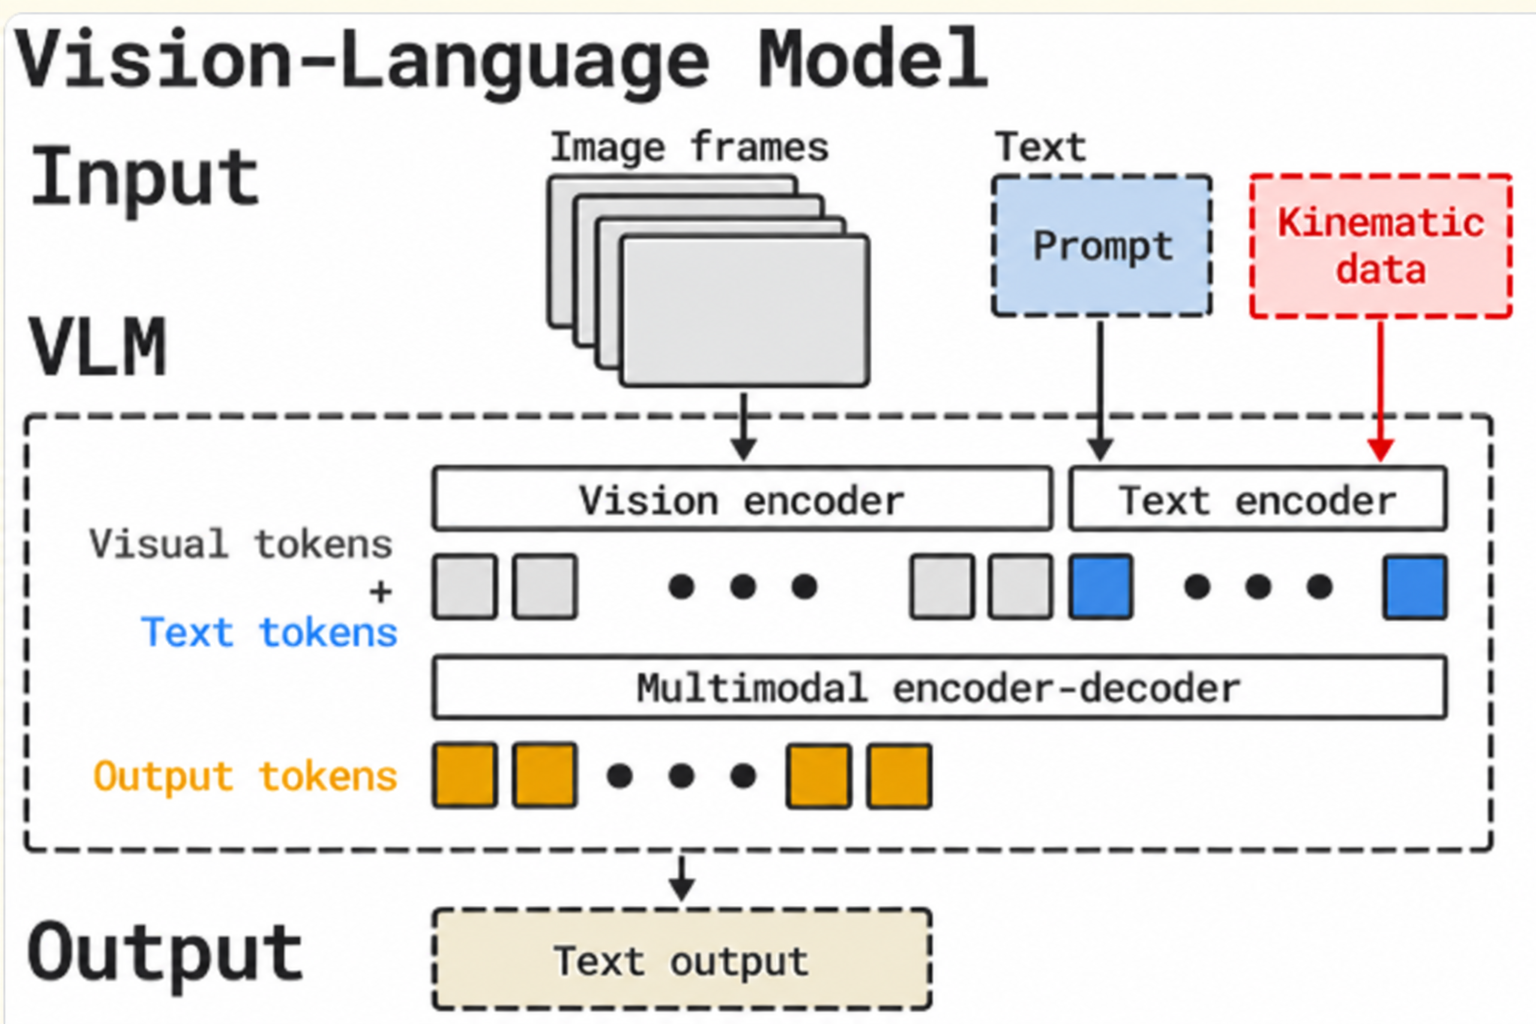 Vision-Language Model
Input
Image frames
Text
Prompt
Kinematic
data
VLM
Vision encoder
Text encoder
Visual tokens
+
Text tokens
Multimodal encoder-decoder
Output tokens
Output
Text output